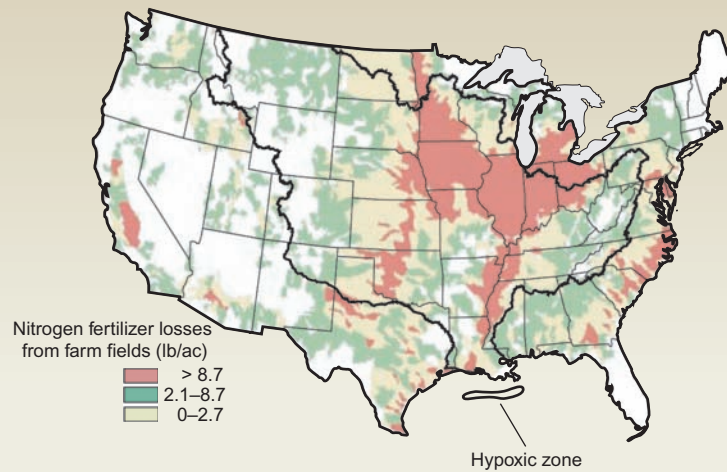 Nitrogen fertilizer losses
from farm fields (lb/ac)
> 8.7
2.1–8.7
0–2.7
Hypoxic zone